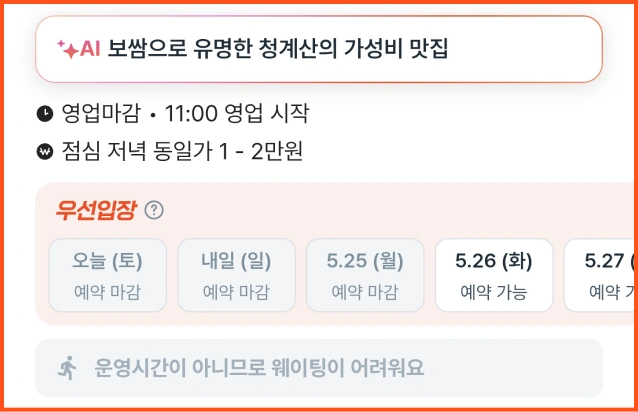 AI 보쌈으로 유명한 청계산의 가성비 맛집
영업마감 • 11:00 영업 시작
점심 저녁 동일가 1 - 2만원
우선입장 ?
오늘 (토) 내일 (일) 5.25 (월) 5.26 (화) 5.27 (
예약 마감 예약 마감 예약 마감 예약 가능 예약
운영시간이 아니므로 웨이팅이 어려워요